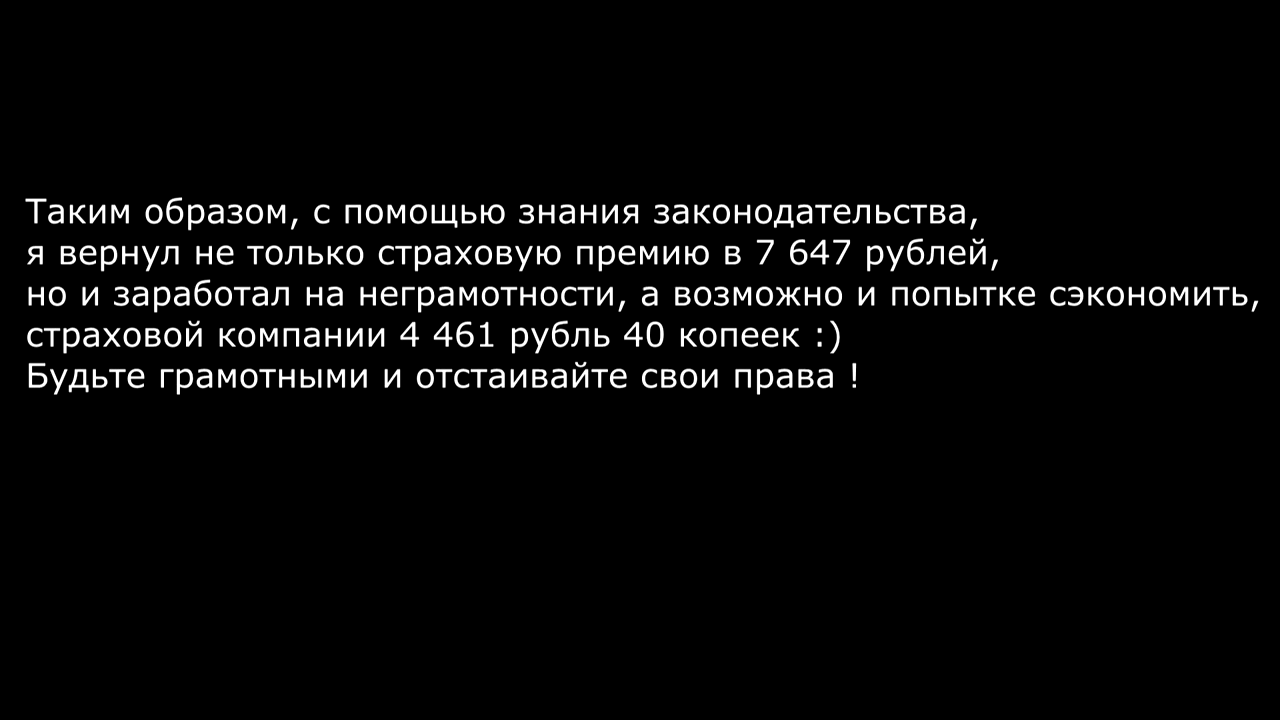 Таким образом, с помощью знания законодательства,
я вернул не только страховую премию в 7 647 рублей,
но и заработал на неграмотности, а возможно и попытке сэкономить,
страховой компании 4 461 рубль 40 копеек :)
Будьте грамотными и отстаивайте свои права !